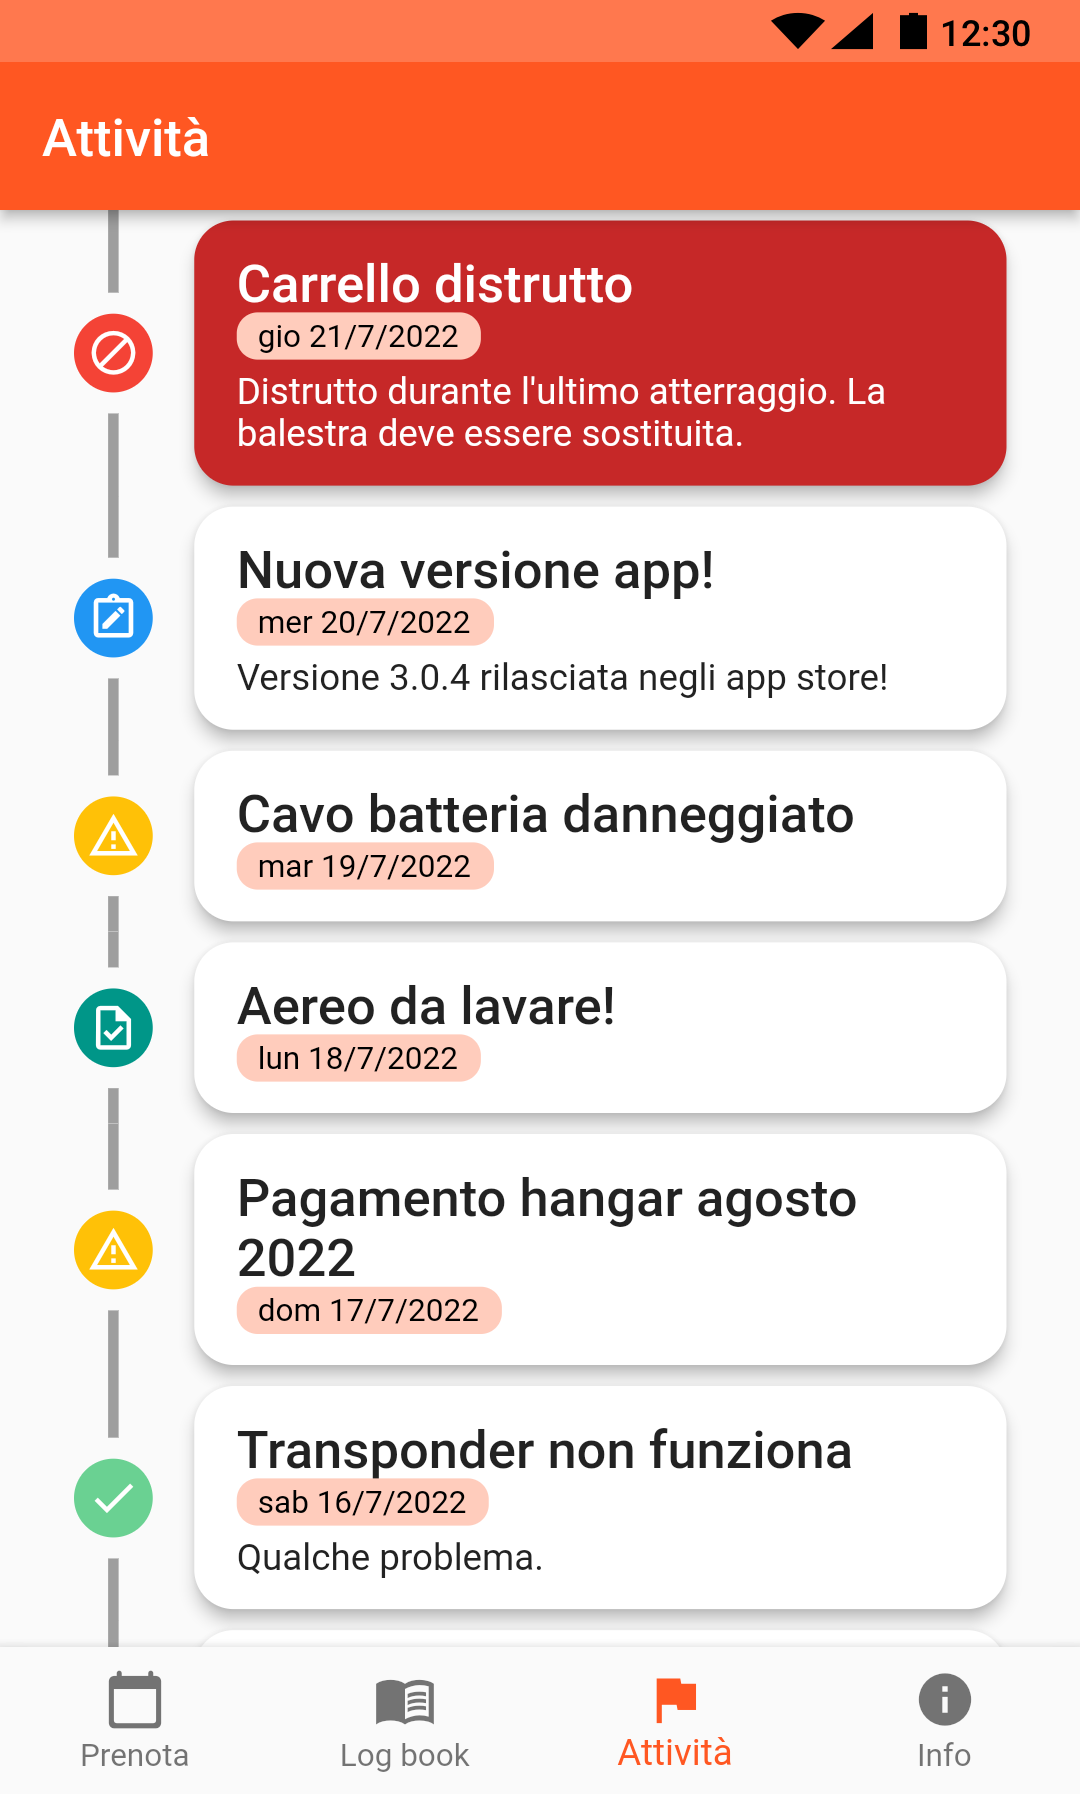 12:30
Attività
Carrello distrutto
gio 21/7/2022
Distrutto durante l'ultimo atterraggio. La
balestra deve essere sostituita.
Nuova versione app!
mer 20/7/2022
Versione 3.0.4 rilasciata negli app store!
Cavo batteria danneggiato
mar 19/7/2022
Aereo da lavare!
lun 18/7/2022
Pagamento hangar agosto
2022
dom 17/7/2022
Transponder non funziona
sab 16/7/2022
Qualche problema.
Prenota
Log book
Attività
Info